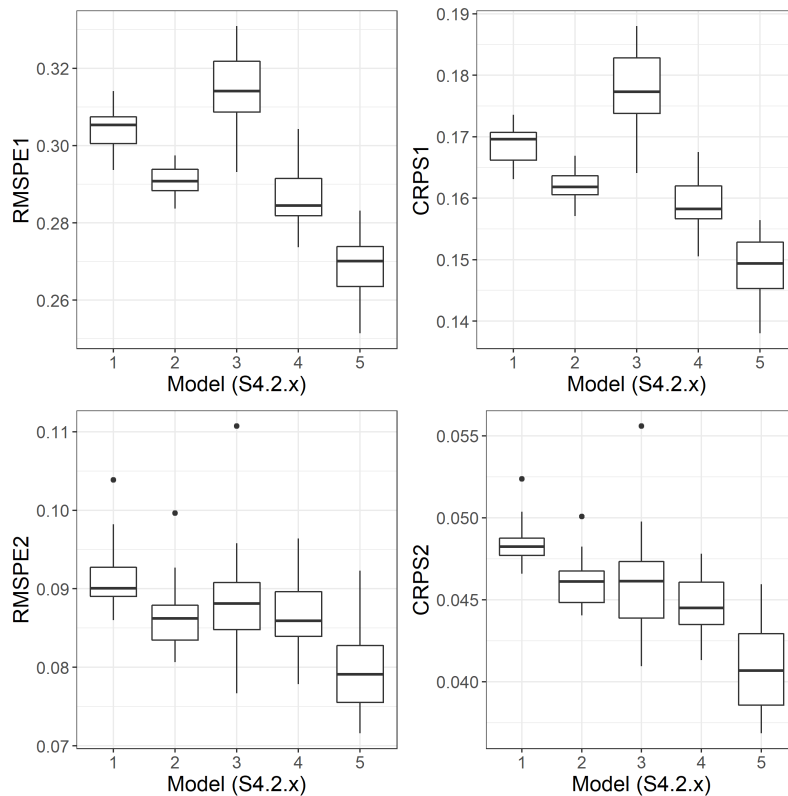 RMSPE1
0.32
0.30
0.28
0.26
1 2 3 4 5
Model (S4.2.x)
CRPS1
0.19
0.18
0.17
0.16
0.15
0.14
1 2 3 4 5
Model (S4.2.x)
RMSPE2
0.11
0.10
0.09
0.08
0.07
1 2 3 4 5
Model (S4.2.x)
CRPS2
0.055
0.050
0.045
0.040
1 2 3 4 5
Model (S4.2.x)